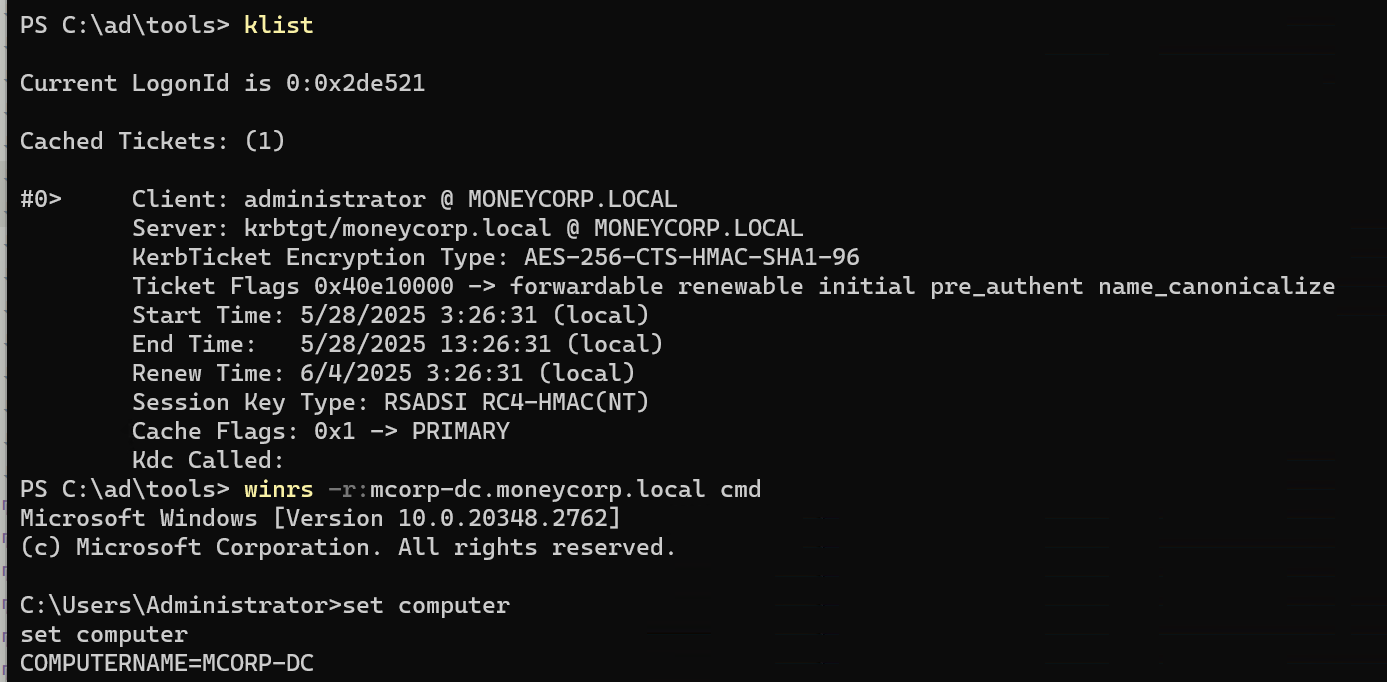 PS C:\ad\tools> klist
Current LogonId is 0:0x2de521
Cached Tickets: (1)
#0> Client: administrator @ MONEYCORP.LOCAL
Server: krbtgt/moneycorp.local @ MONEYCORP.LOCAL
KerbTicket Encryption Type: AES-256-CTS-HMAC-SHA1-96
Ticket Flags 0x40e10000 -> forwardable renewable initial pre_authent name_canonicalize
Start Time: 5/28/2025 3:26:31 (local)
End Time:   5/28/2025 13:26:31 (local)
Renew Time: 6/4/2025 3:26:31 (local)
Session Key Type: RSADSI RC4-HMAC(NT)
Cache Flags: 0x1 -> PRIMARY
Kdc Called:
PS C:\ad\tools> winrs -r:mcorp-dc.moneycorp.local cmd
Microsoft Windows [Version 10.0.20348.2762]
(c) Microsoft Corporation. All rights reserved.
C:\Users\Administrator>set computer
set computer
COMPUTERNAME=MCORP-DC